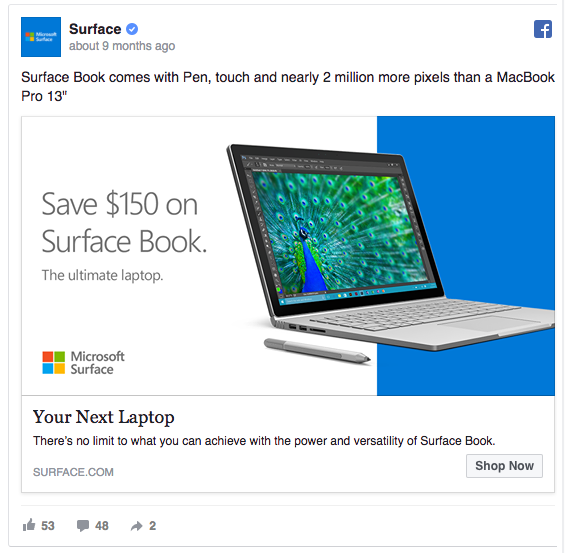 Surface
about 9 months ago
Surface Book comes with Pen, touch and nearly 2 million more pixels than a MacBook
Pro 13"
Save $150 on
Surface Book.
The ultimate laptop.
Microsoft
Surface
Your Next Laptop
There's no limit to what you can achieve with the power and versatility of Surface Book.
SURFACE.COM
Shop Now
53
48
2